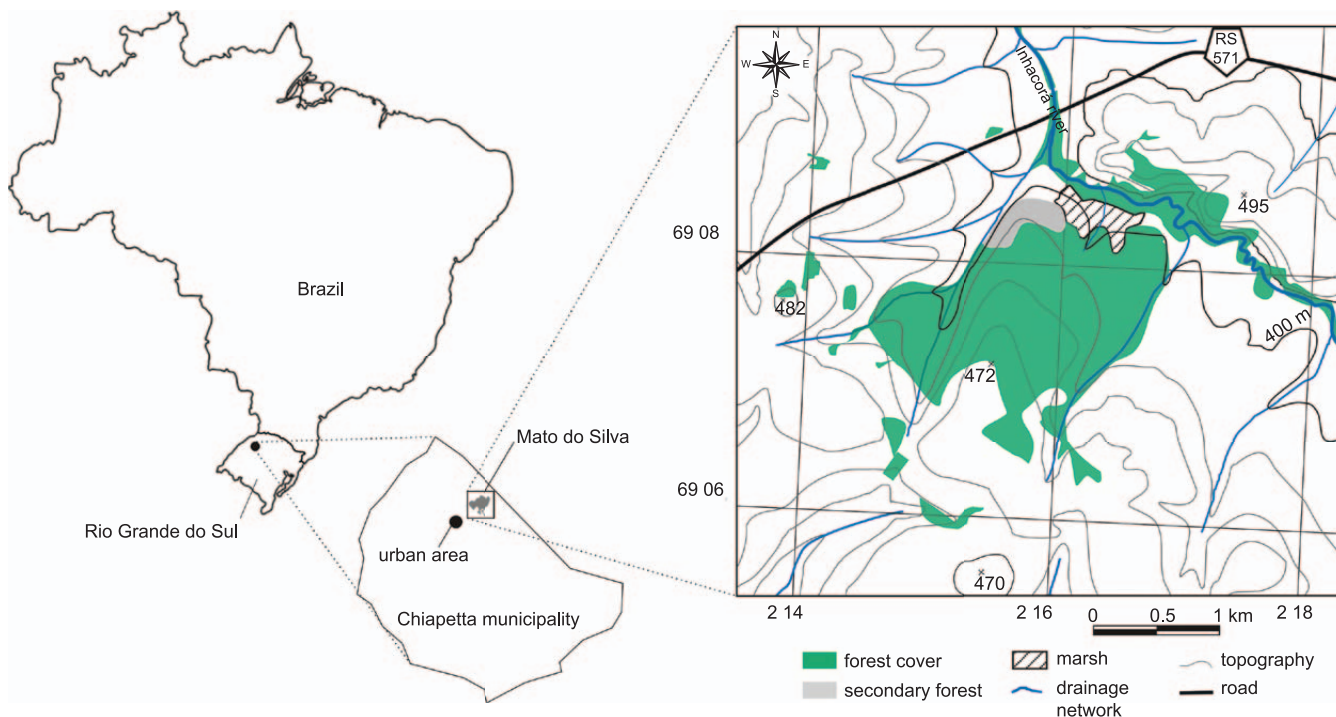 Brazil
Rio Grande do Sul
Mato do Silva
urban area
Chiapetta municipality
N
W E
S
RS
571
Inhacorá river
495
69 08
482
400 m
472
69 06
470
2 14
2 16
2 18
0 0.5 1 km
forest cover
marsh
topography
secondary forest
drainage
network
road